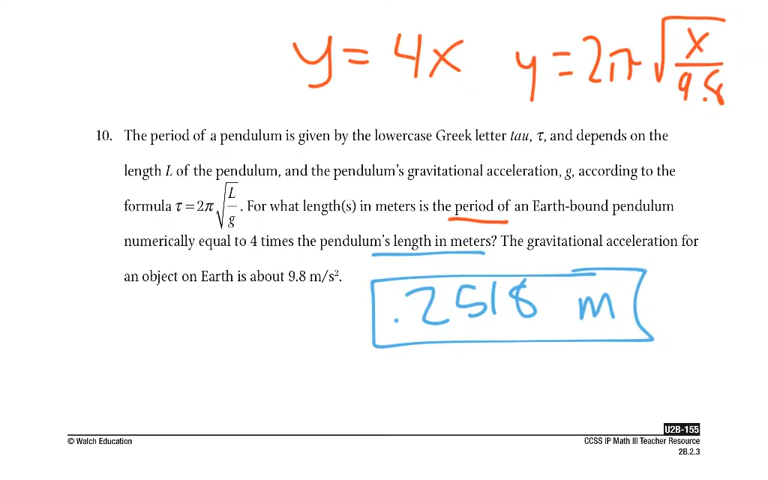 y = 4x y = 2π√(x/9.8)
10. The period of a pendulum is given by the lowercase Greek letter tau, τ, and depends on the
length L of the pendulum, and the pendulum's gravitational acceleration, g, according to the
formula τ = 2π√(L/g). For what length(s) in meters is the period of an Earth-bound pendulum
numerically equal to 4 times the pendulum's length in meters? The gravitational acceleration for
an object on Earth is about 9.8 m/s².
.2518 m
U2B-155
© Walch Education CCSS IP Math III Teacher Resource
2B.2.3